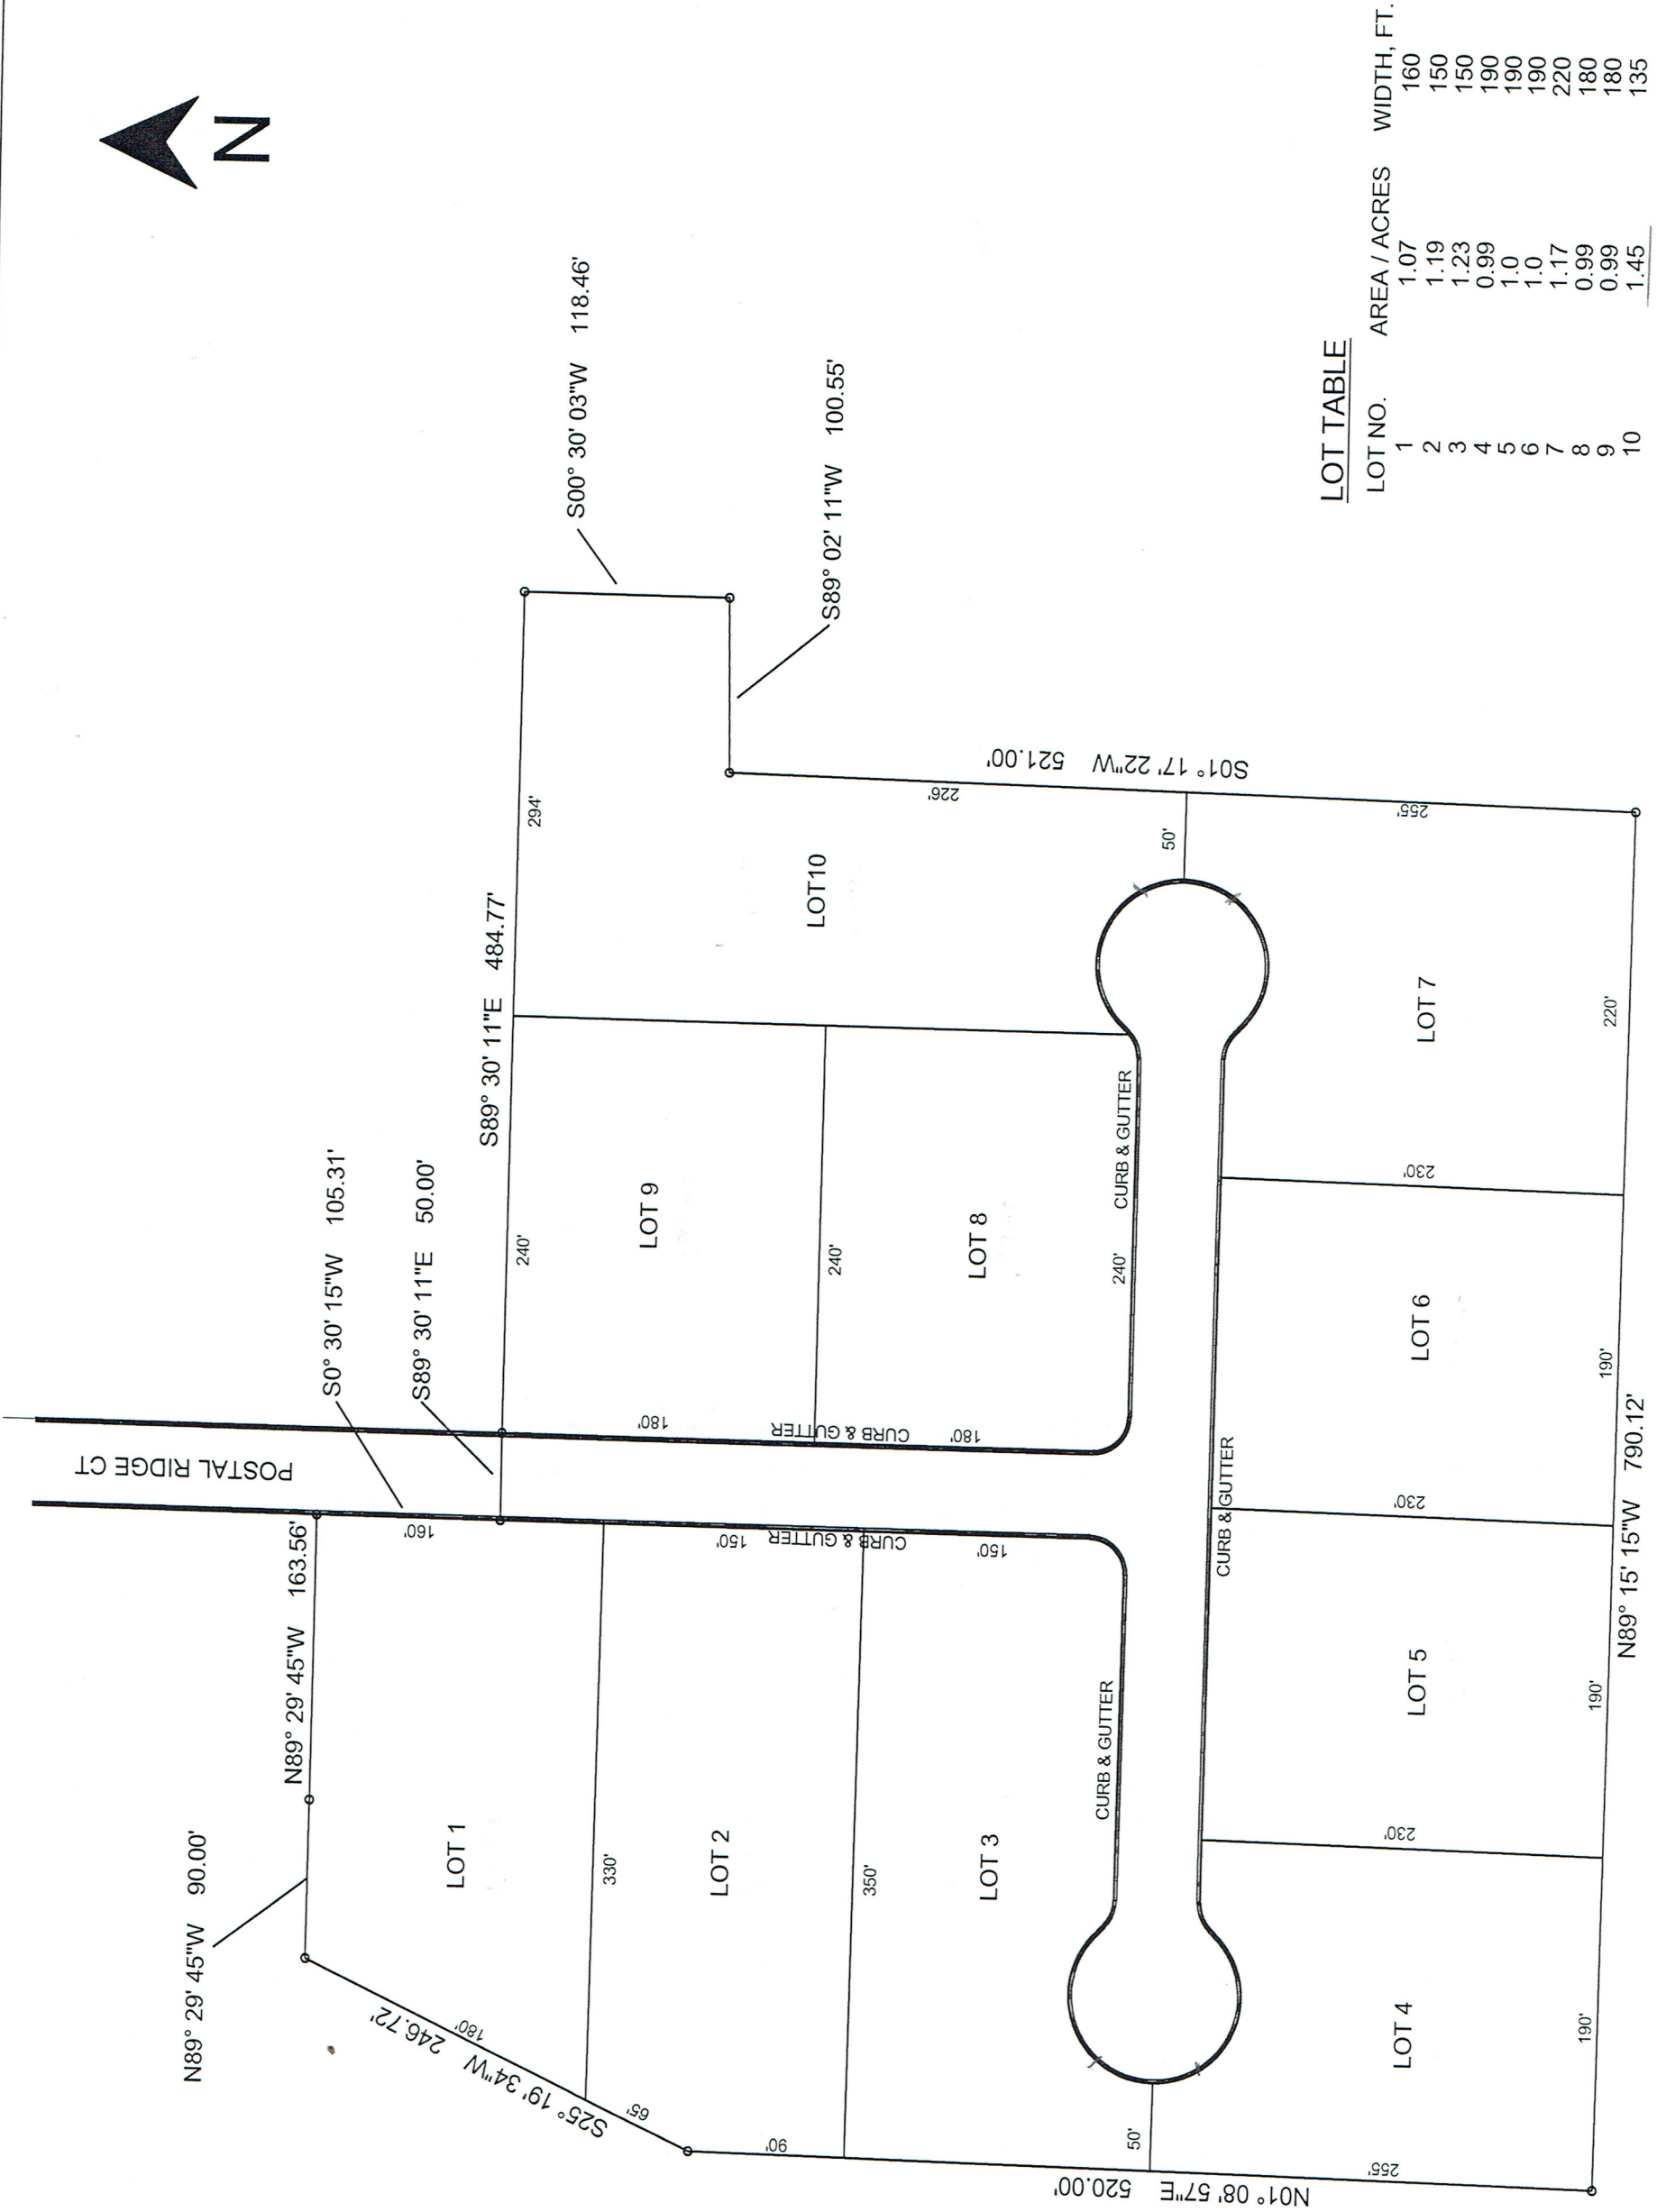 N
POSTAL RIDGE CT
N89° 29' 45"W 90.00'
N89° 29' 45"W 163.56'
S0° 30' 15"W 105.31'
S89° 30' 11"E 50.00'
S89° 30' 11"E 484.77'
S00° 30' 03"W 118.46'
S89° 02' 11"W 100.55'
S25° 19' 34"W 246.72'
180'
65'
LOT 1
160'
330'
LOT 2
150'
CURB & GUTTER
90'
350'
LOT 3
150'
CURB & GUTTER
50'
N01° 08' 57"E 520.00'
255'
240'
LOT 9
180'
CURB & GUTTER
240'
LOT 8
180'
240'
CURB & GUTTER
294'
LOT10
226'
S01° 17' 22"W 521.00'
50'
255'
LOT 4
190'
230'
LOT 5
190'
CURB & GUTTER
230'
LOT 6
190'
230'
LOT 7
220'
N89° 15' 15"W 790.12'
LOT TABLE
LOT NO. AREA / ACRES WIDTH, FT.
1 1.07 160
2 1.19 150
3 1.23 150
4 0.99 190
5 1.0 190
6 1.0 190
7 1.17 220
8 0.99 180
9 0.99 180
10 1.45 135